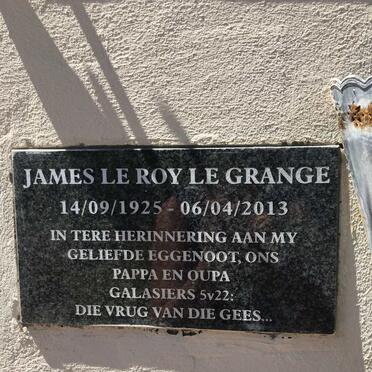 JAMES LE ROY LE GRANGE
14/09/1925 - 06/04/2013
IN TERE HERINNERING AAN MY
GELIEFDE EGGENOOT, ONS
PAPPA EN OUPA
GALASIERS 5v22:
DIE VRUG VAN DIE GEES...